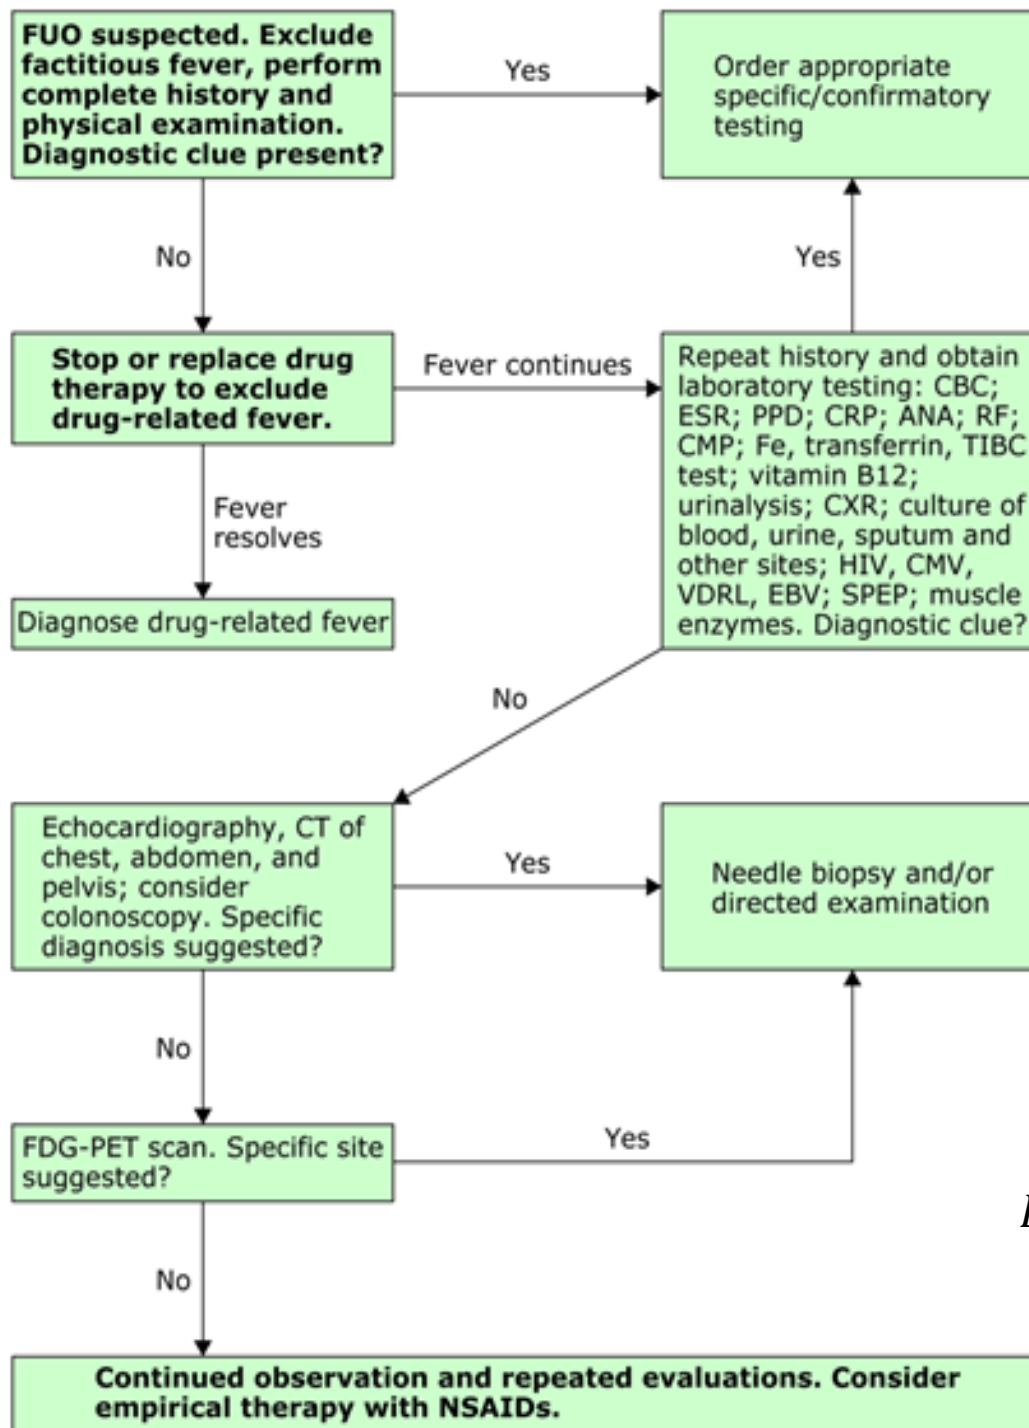 FUO suspected. Exclude
factitious fever, perform
complete history and
physical examination.
Diagnostic clue present?
Yes
Order appropriate
specific/confirmatory
testing
No
Yes
Stop or replace drug
therapy to exclude
drug-related fever.
Fever continues
Repeat history and obtain
laboratory testing: CBC;
ESR; PPD; CRP; ANA; RF;
CMP; Fe, transferrin, TIBC
test; vitamin B12;
urinalysis; CXR; culture of
blood, urine, sputum and
other sites; HIV, CMV,
VDRL, EBV; SPEP; muscle
enzymes. Diagnostic clue?
Fever
resolves
Diagnose drug-related fever
No
Echocardiography, CT of
chest, abdomen, and
pelvis; consider
colonoscopy. Specific
diagnosis suggested?
Yes
Needle biopsy and/or
directed examination
No
FDG-PET scan. Specific site
suggested?
Yes
No
Continued observation and repeated evaluations. Consider
empirical therapy with NSAIDs.